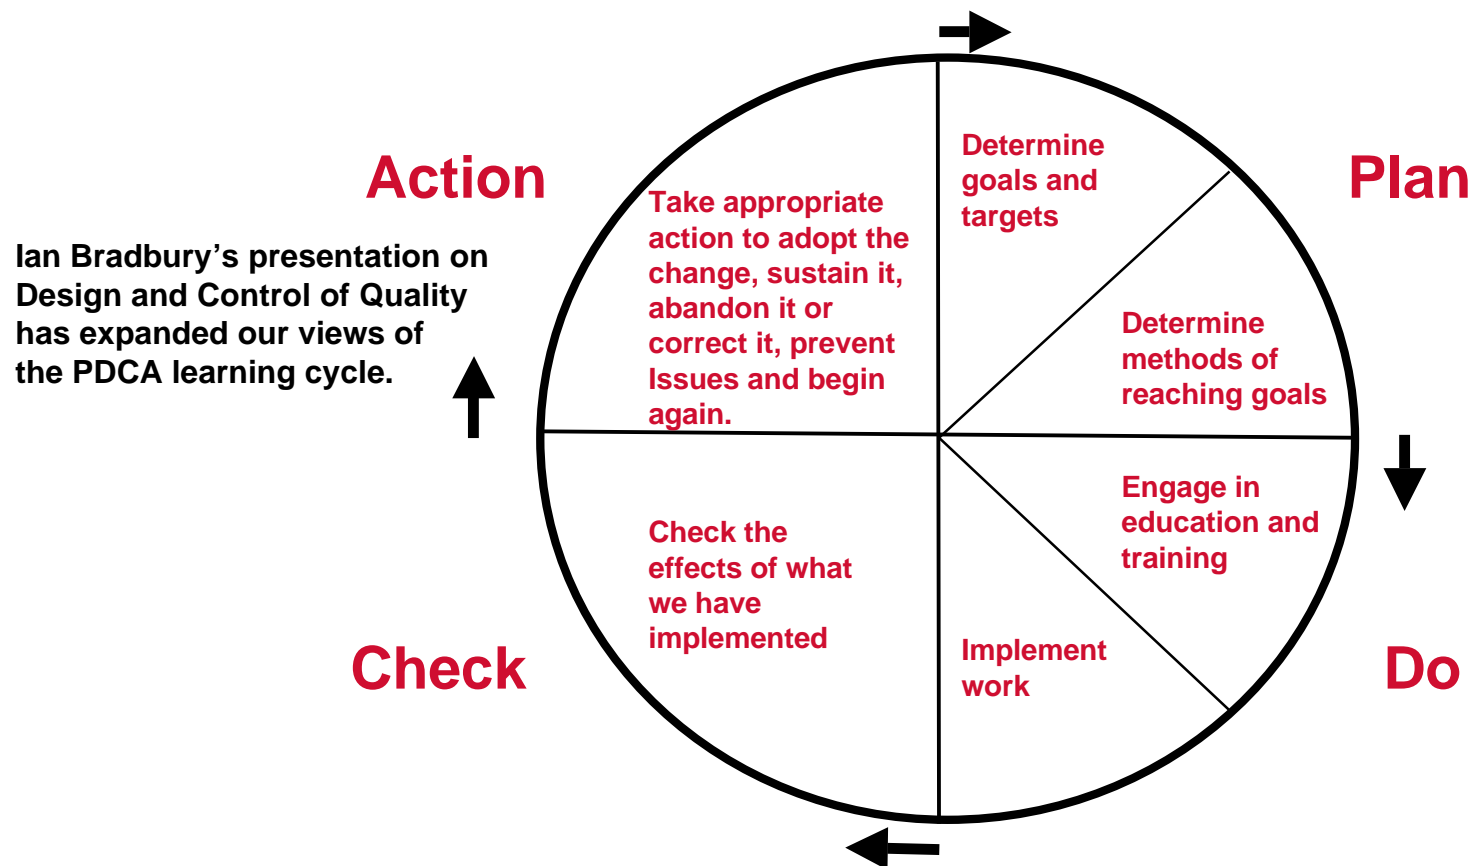 Action
Plan
Ian Bradbury’s presentation on
Design and Control of Quality
has expanded our views of
the PDCA learning cycle.
Take appropriate
action to adopt the
change, sustain it,
abandon it or
correct it, prevent
Issues and begin
again.
Determine
goals and
targets
Determine
methods of
reaching goals
Engage in
education and
training
Implement
work
Check the
effects of what
we have
implemented
Check
Do